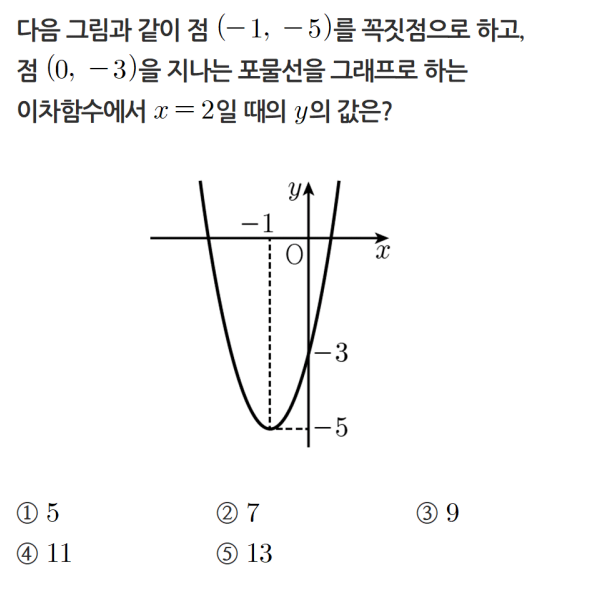 다음 그림과 같이 점 (−1, −5)를 꼭짓점으로 하고,
점 (0, −3)을 지나는 포물선을 그래프로 하는
이차함수에서 x = 2일 때의 y의 값은?
y
−1
O
x
−3
−5
① 5 ② 7 ③ 9
④ 11 ⑤ 13